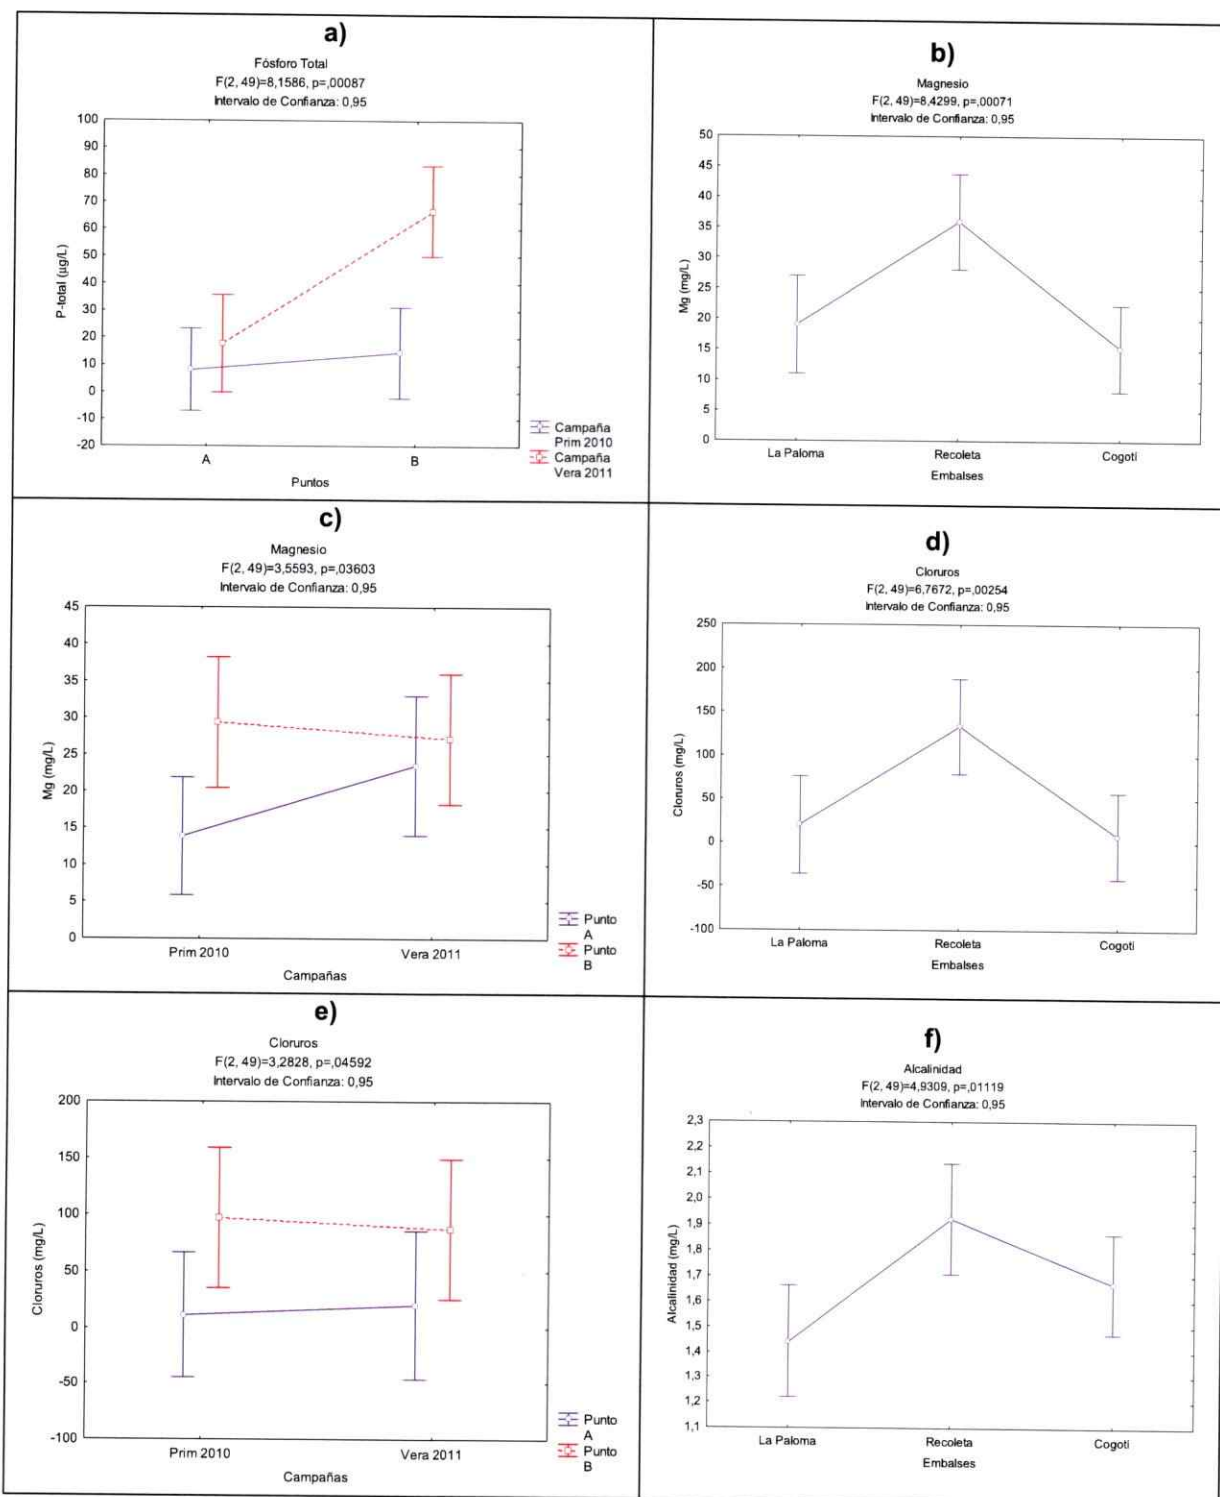 a)
Fósforo Total
F(2, 49)=8,1586, p=,00087
Intervalo de Confianza: 0,95
100
90
80
70
60
50
40
30
20
10
0
-10
-20
P-total (µg/L)
A
B
Puntos
Campaña
Prim 2010
Campaña
Vera 2011
b)
Magnesio
F(2, 49)=8,4299, p=,00071
Intervalo de Confianza: 0,95
50
45
40
35
30
25
20
15
10
5
0
Mg (mg/L)
La Paloma
Recoleta
Cogotí
Embalses
c)
Magnesio
F(2, 49)=3,5593, p=,03603
Intervalo de Confianza: 0,95
45
40
35
30
25
20
15
10
5
0
Mg (mg/L)
Prim 2010
Vera 2011
Campañas
Punto
A
Punto
B
d)
Cloruros
F(2, 49)=6,7672, p=,00254
Intervalo de Confianza: 0,95
250
200
150
100
50
0
-50
-100
Cloruros (mg/L)
La Paloma
Recoleta
Cogotí
Embalses
e)
Cloruros
F(2, 49)=3,2828, p=,04592
Intervalo de Confianza: 0,95
200
150
100
50
0
-50
-100
Cloruros (mg/L)
Prim 2010
Vera 2011
Campañas
Punto
A
Punto
B
f)
Alcalinidad
F(2, 49)=4,9309, p=,01119
Intervalo de Confianza: 0,95
2,3
2,2
2,1
2,0
1,9
1,8
1,7
1,6
1,5
1,4
1,3
1,2
1,1
Alcalinidad (mg/L)
La Paloma
Recoleta
Cogotí
Embalses